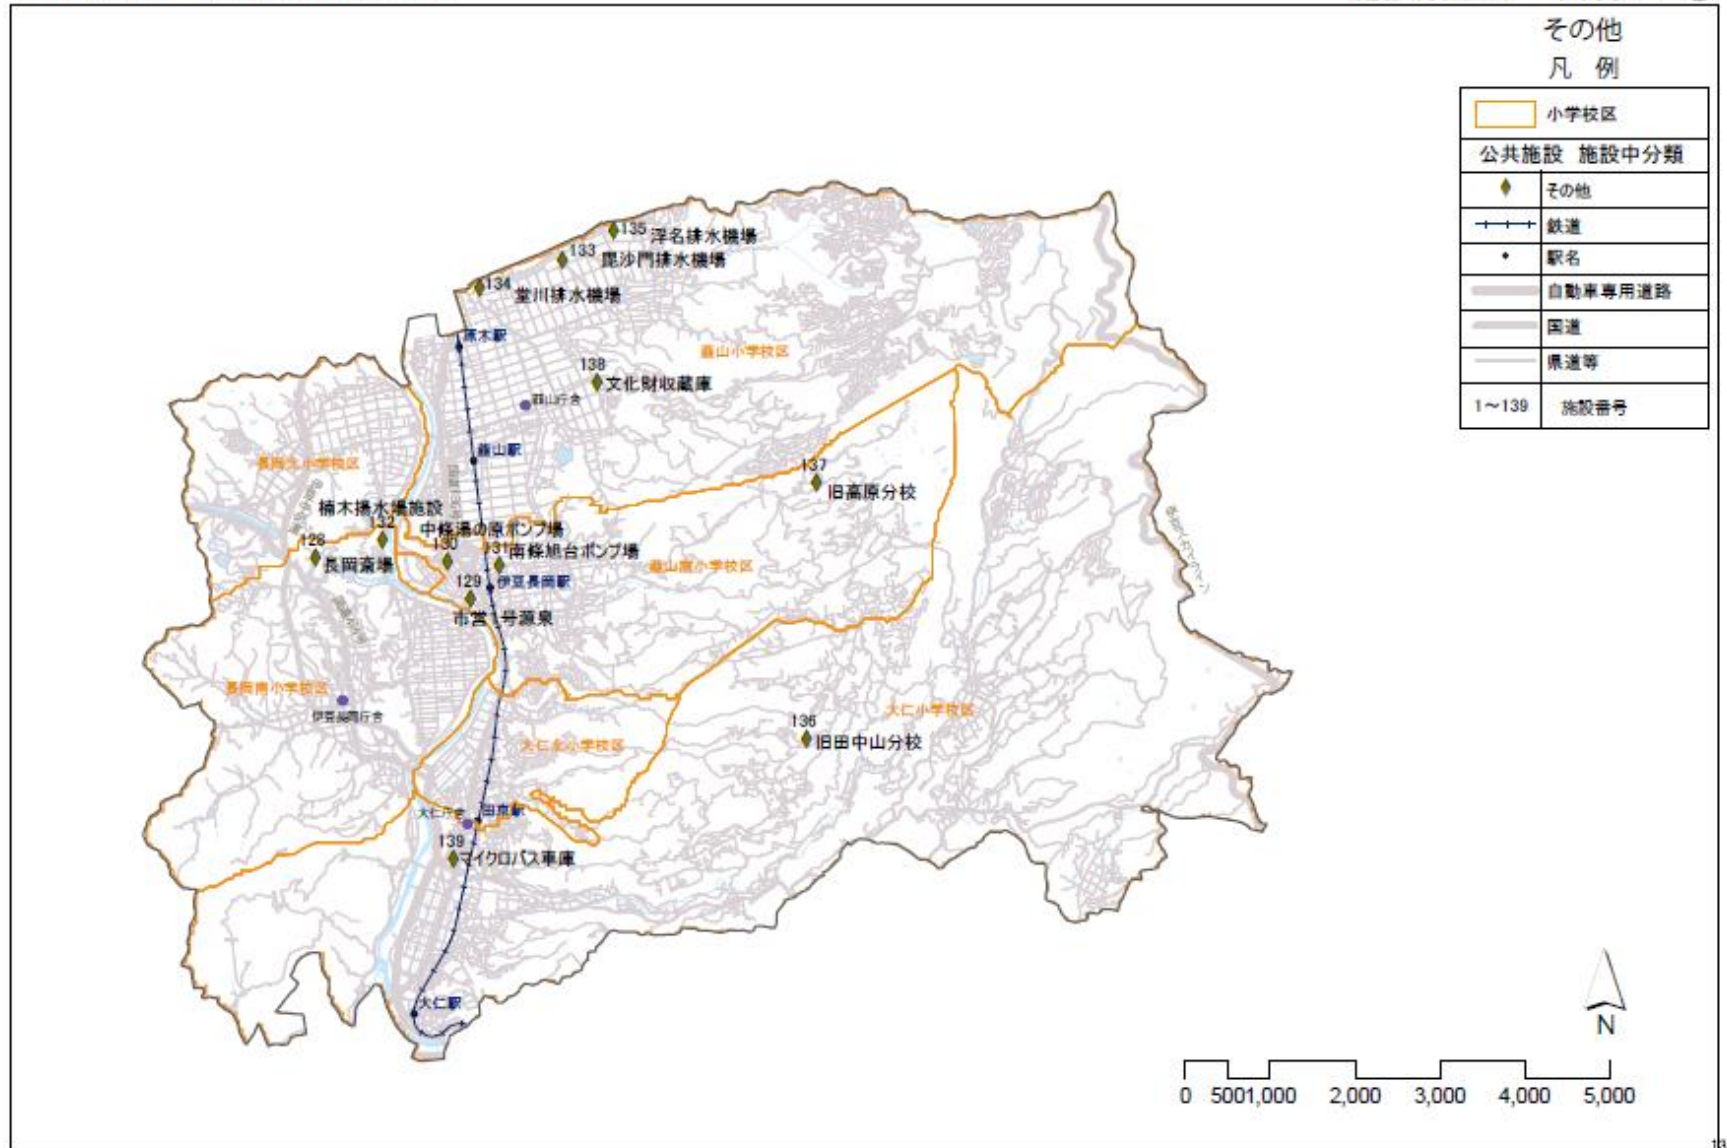 その他
凡 例
小学校区
公共施設 施設中分類
その他
鉄道
駅名
自動車専用道路
国道
県道等
1～139 施設番号
135 浮名排水機場
133 毘沙門排水機場
134 堂川排水機場
原木駅
韮山小学校区
138
文化財収蔵庫
韮山庁舎
韮山駅
長岡北小学校区
137
旧高原分校
楠木揚水場施設
132
中條湯の原ポンプ場
128
130
131
南條旭台ポンプ場
長岡斎場
韮山南小学校区
129
伊豆長岡駅
市営1号源泉
長岡南小学校区
伊豆長岡庁舎
大仁小学校区
136
旧田中山分校
大仁北小学校区
大仁庁舎
田京駅
139
マイクロバス車庫
大仁駅
N
0 5001,000 2,000 3,000 4,000 5,000